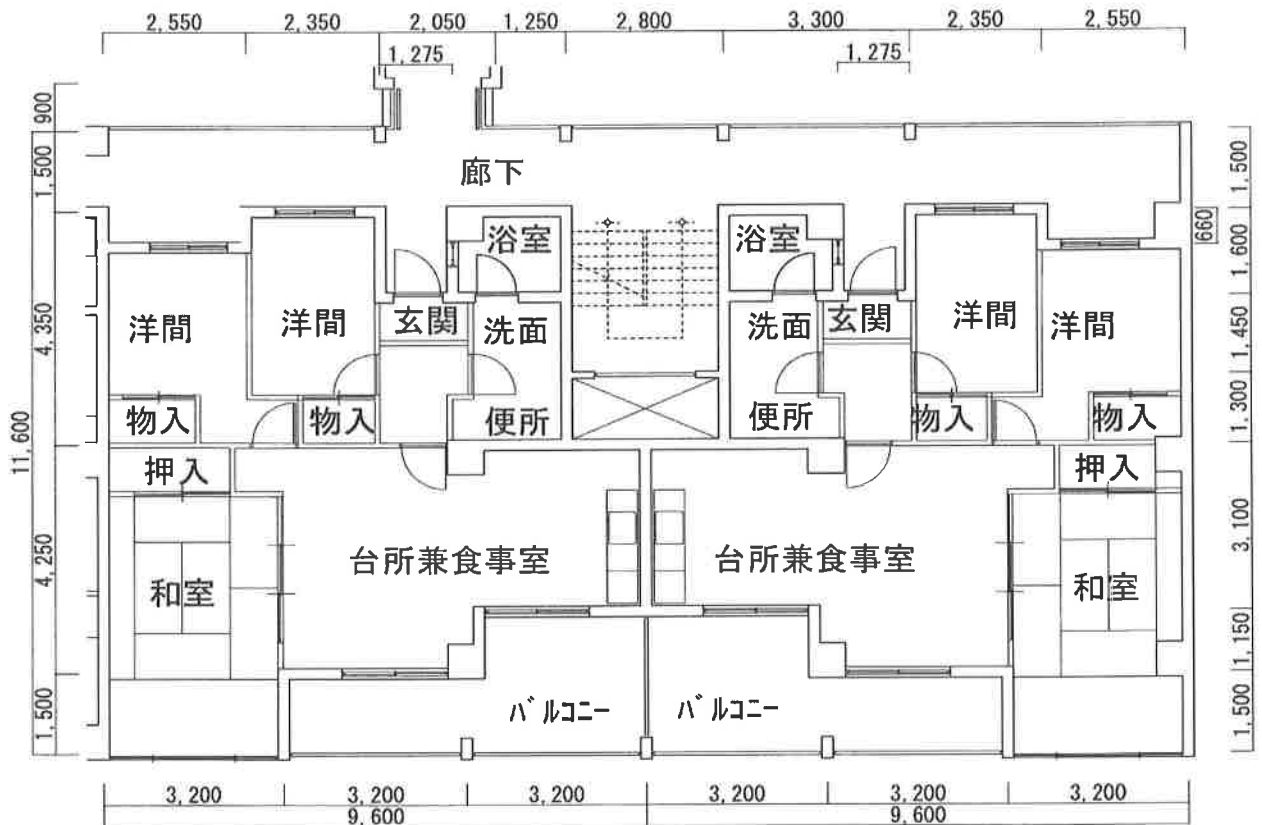 2,550 2,350 2,050 1,250 2,800 3,300 2,350 2,550
1,275 1,275
900
1,500
4,350
11,600
4,250
1,500
1,500
660
1,600
1,450
1,300
3,100
1,150
1,500
廊下
浴室 浴室
洋間 洋間 玄関 洗面 洗面 玄関 洋間 洋間
物入 物入 便所 便所 物入 物入
押入 押入
台所兼食事室 台所兼食事室
和室 和室
バルコニー バルコニー
3,200 3,200 3,200 3,200 3,200 3,200
9,600 9,600